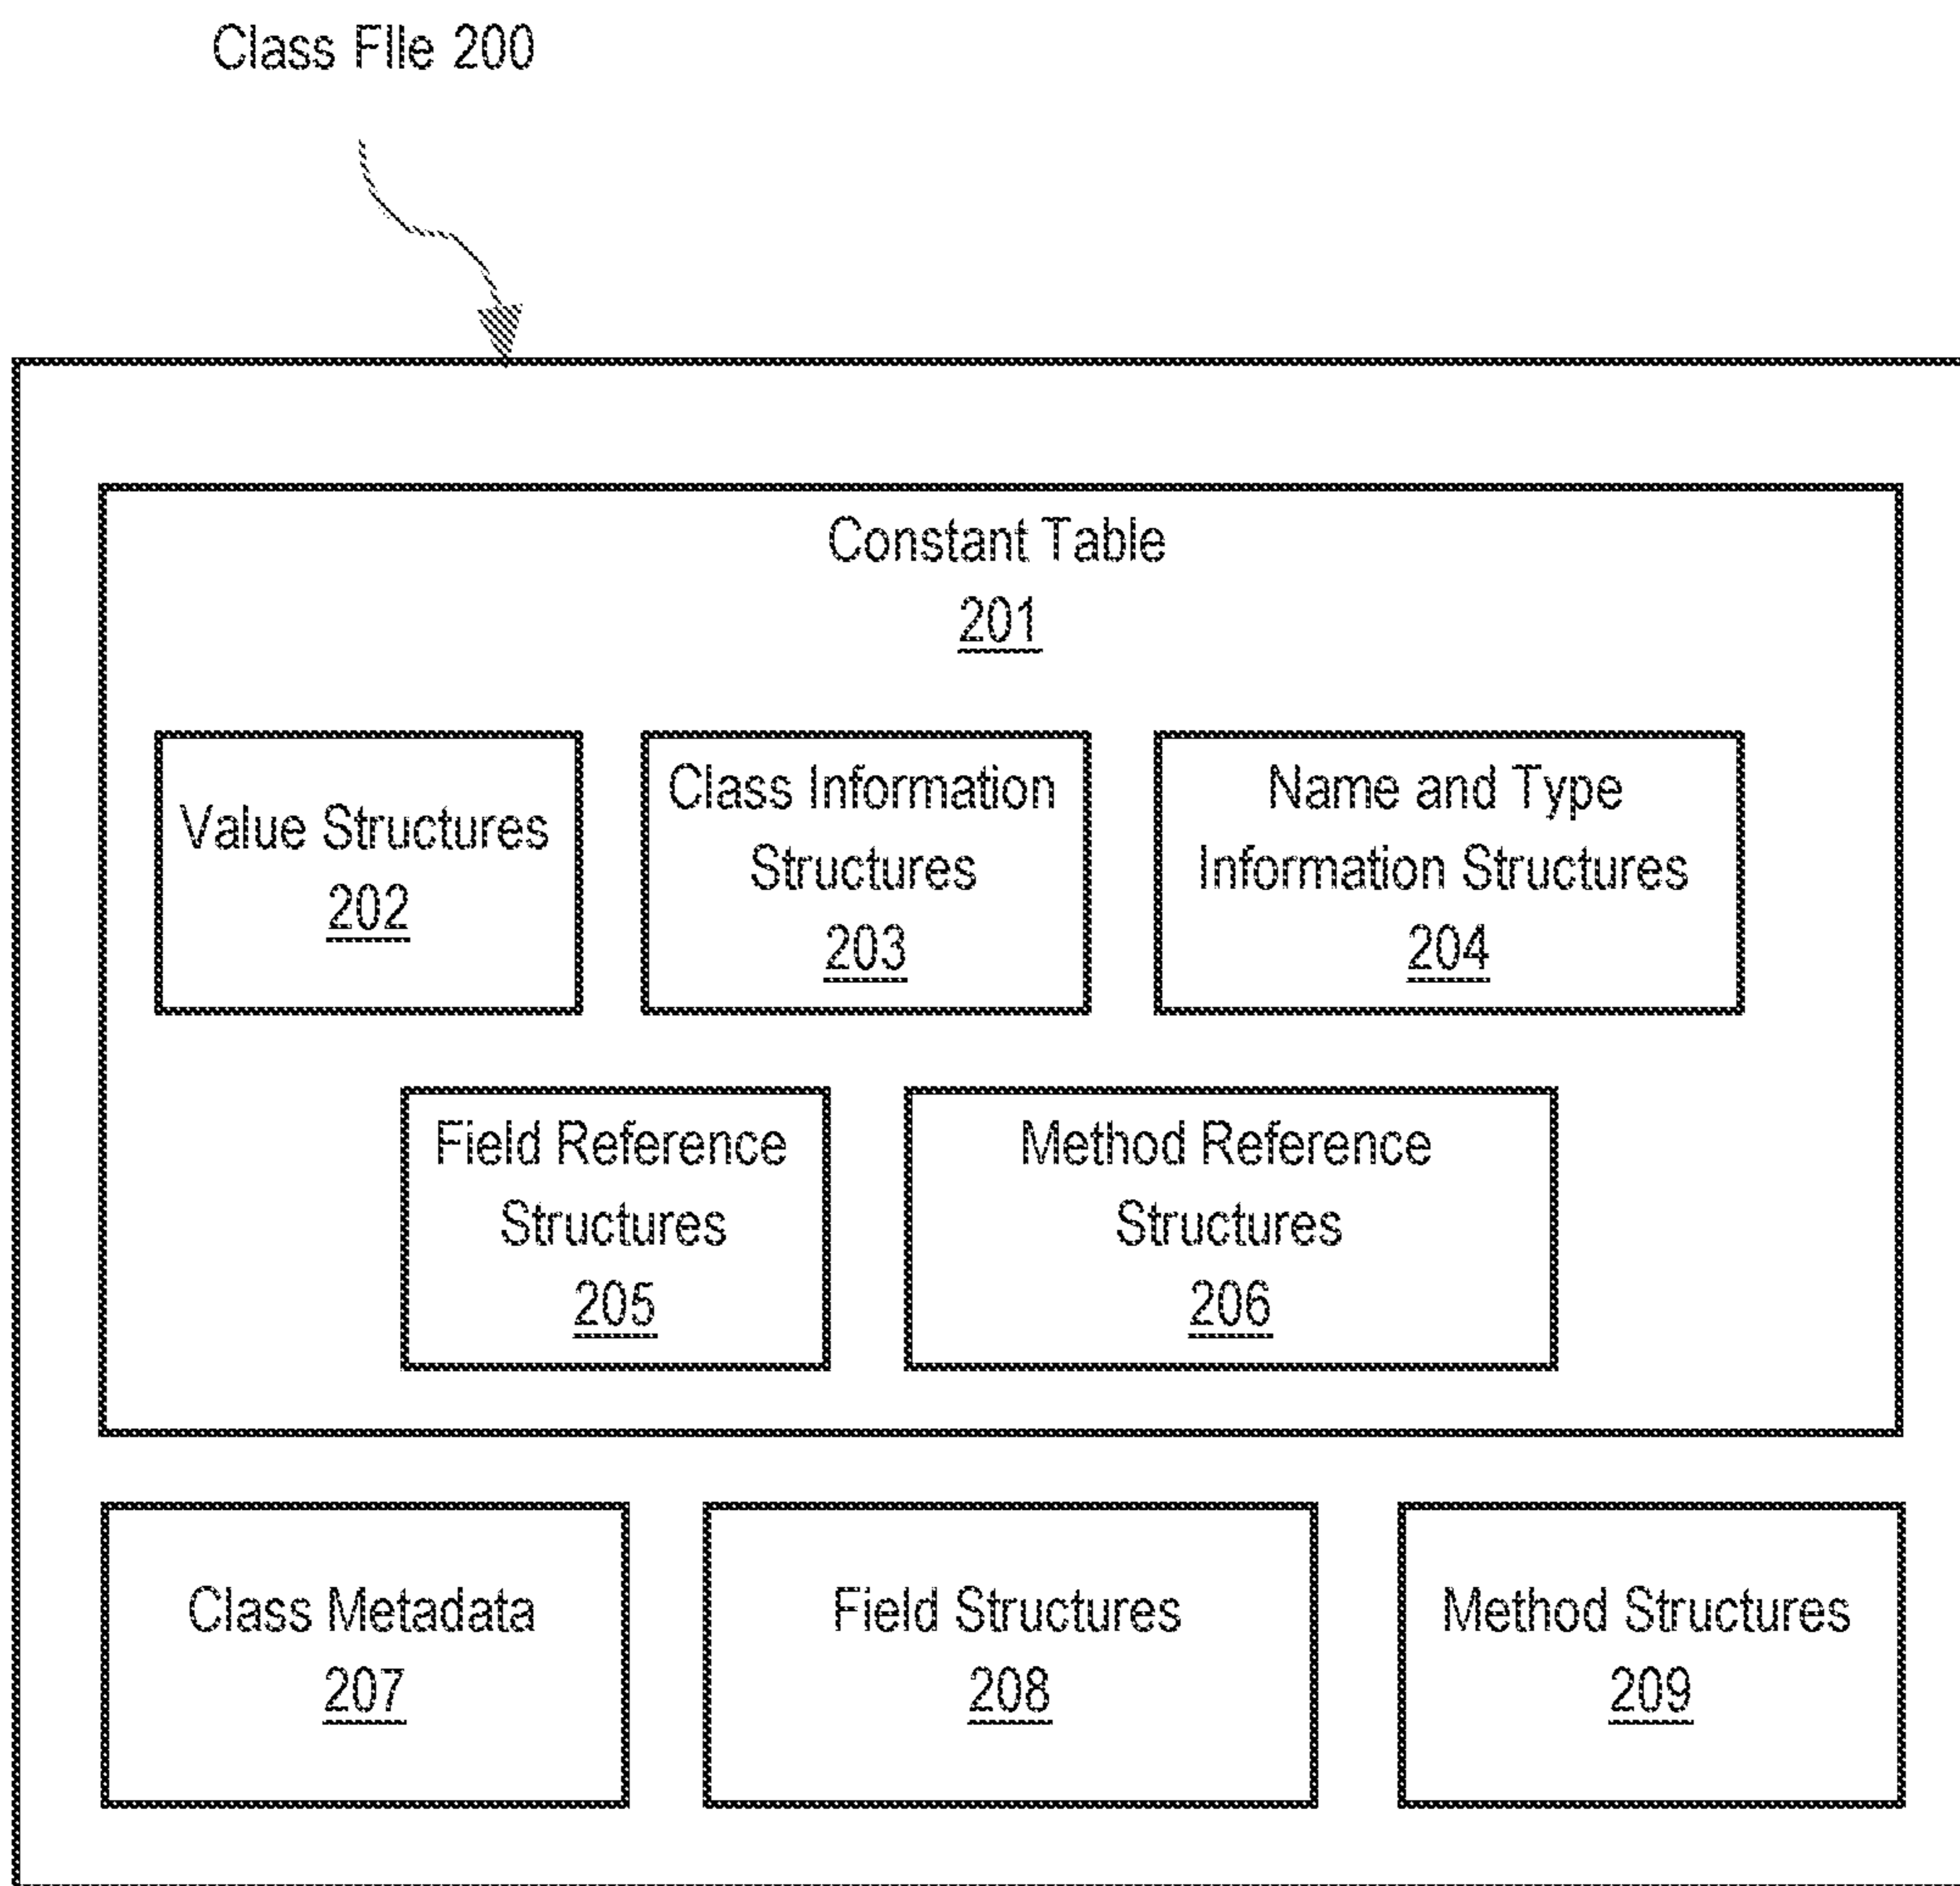 Class File 200
Constant Table
201
Value Structures
202
Class Information
Structures
203
Name and Type
Information Structures
204
Field Reference
Structures
205
Method Reference
Structures
206
Class Metadata
207
Field Structures
208
Method Structures
209